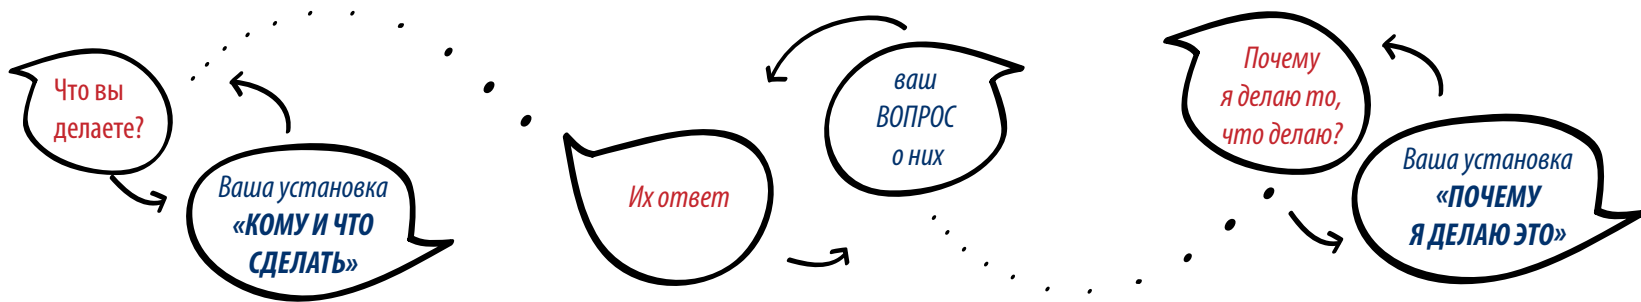 Что вы
делаете?
Ваша установка
«КОМУ И ЧТО
СДЕЛАТЬ»
Их ответ
ваш
ВОПРОС
о них
Почему
я делаю то,
что делаю?
Ваша установка
«ПОЧЕМУ
Я ДЕЛАЮ ЭТО»